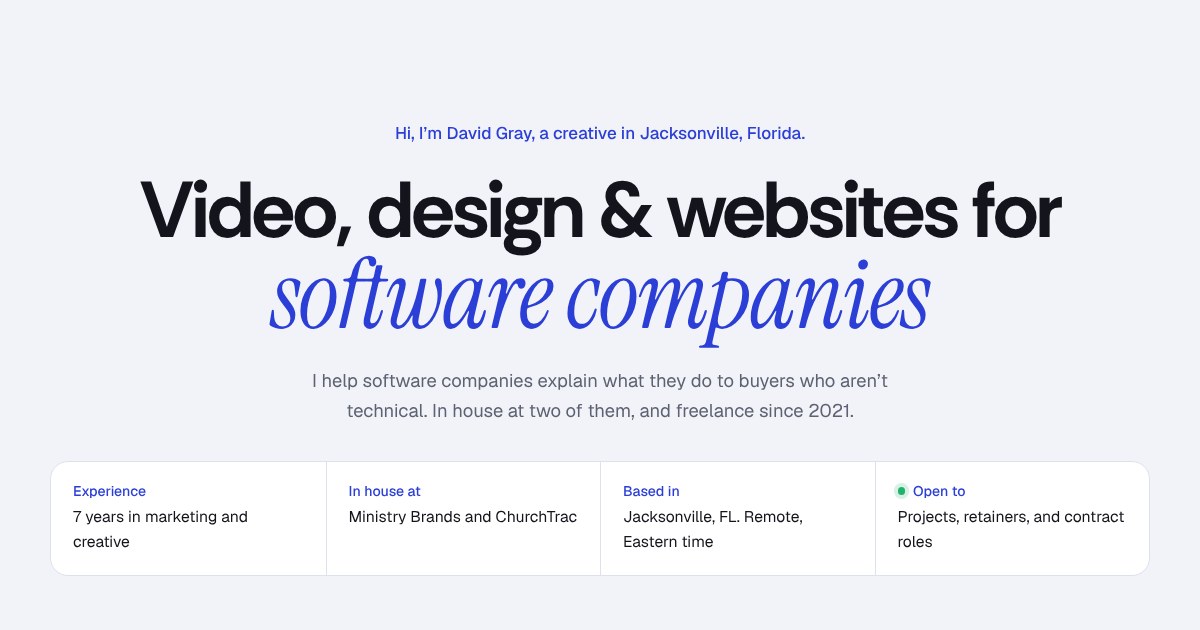 Hi, I’m David Gray, a creative in Jacksonville, Florida.
Video, design & websites for
software companies
I help software companies explain what they do to buyers who aren’t
technical. In house at two of them, and freelance since 2021.
Experience
7 years in marketing and
creative
In house at
Ministry Brands and ChurchTrac
Based in
Jacksonville, FL. Remote,
Eastern time
Open to
Projects, retainers, and contract
roles